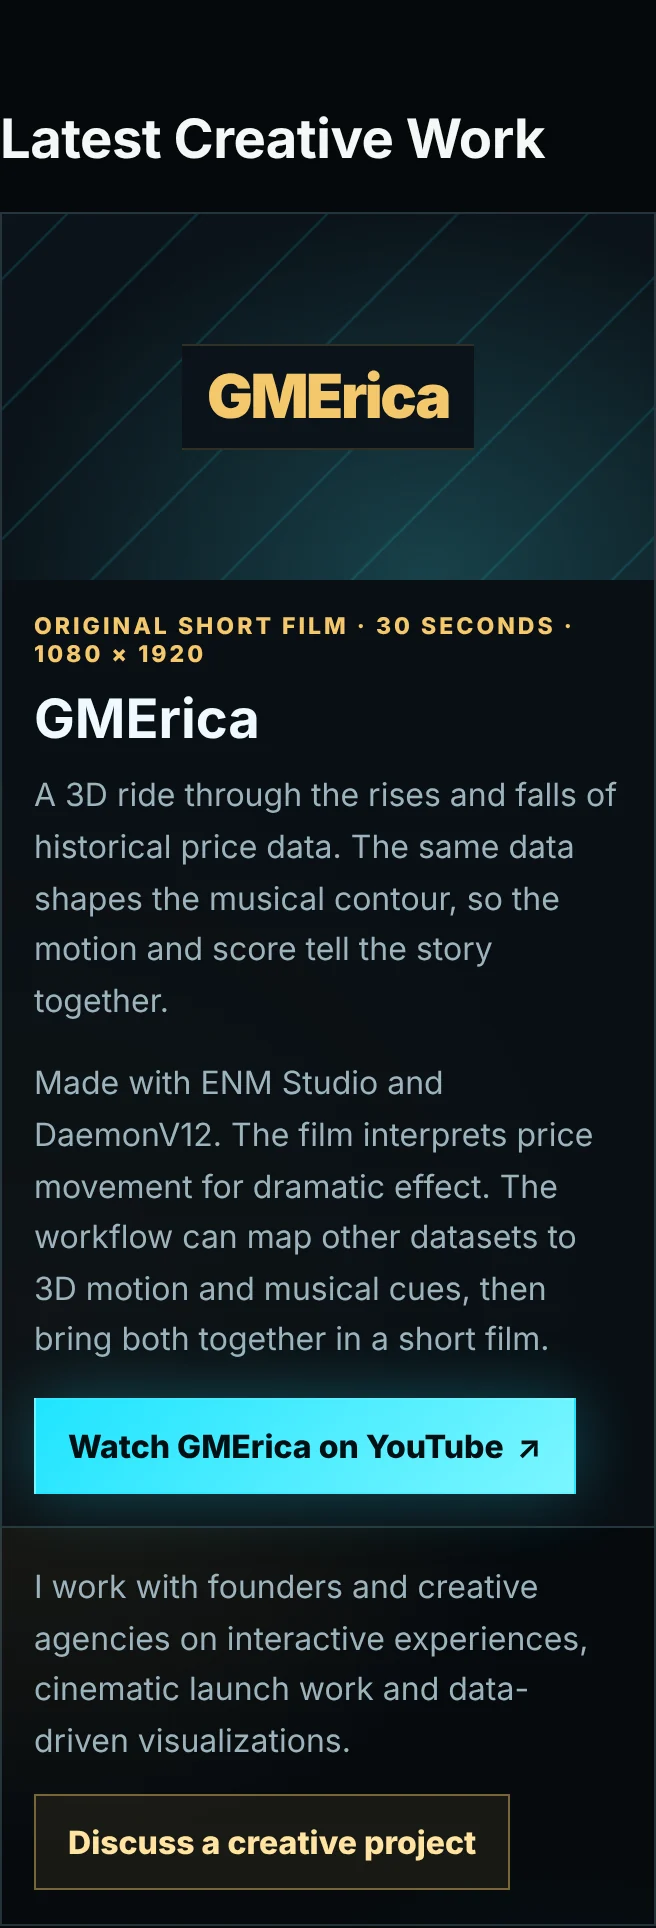 Latest Creative Work
GMErica
ORIGINAL SHORT FILM · 30 SECONDS ·
1080 × 1920
GMErica
A 3D ride through the rises and falls of
historical price data. The same data
shapes the musical contour, so the
motion and score tell the story
together.
Made with ENM Studio and
DaemonV12. The film interprets price
movement for dramatic effect. The
workflow can map other datasets to
3D motion and musical cues, then
bring both together in a short film.
Watch GMErica on YouTube ↗
I work with founders and creative
agencies on interactive experiences,
cinematic launch work and data-
driven visualizations.
Discuss a creative project